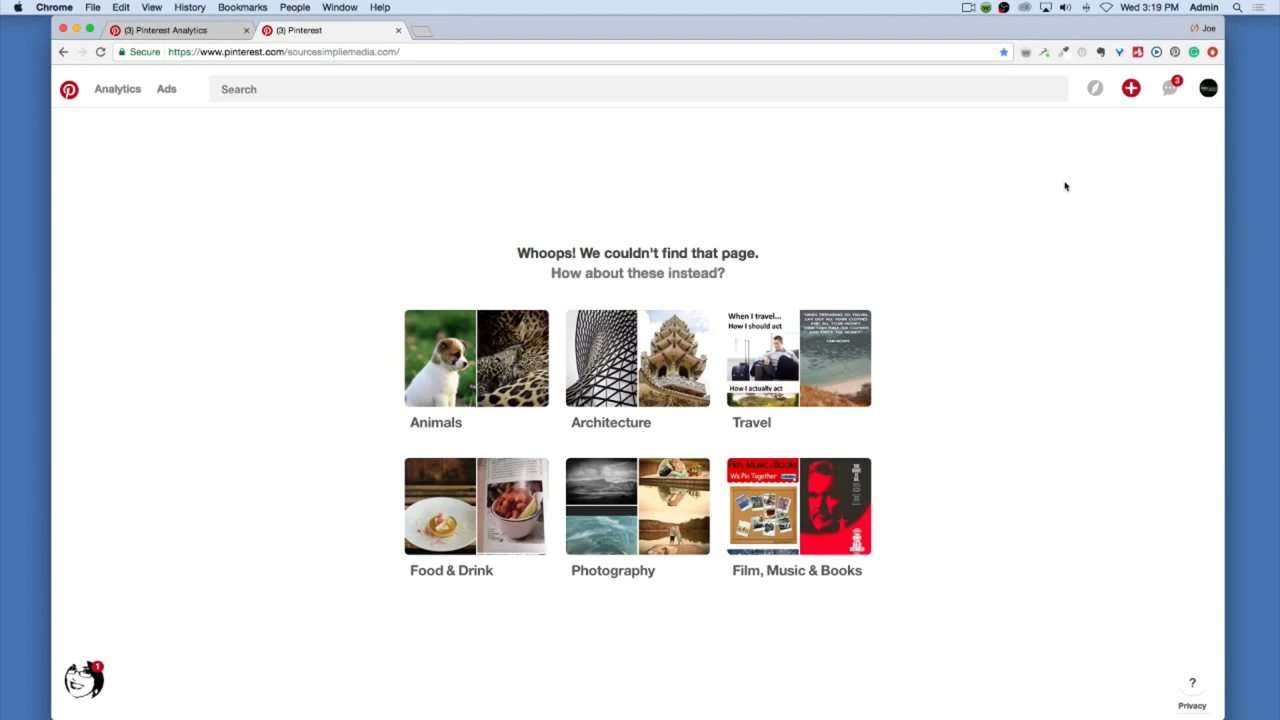 Chrome File Edit View History Bookmarks People Window Help Wed 3:19 PM Admin
(3) Pinterest Analytics (3) Pinterest Joe
Secure https://www.pinterest.com/sourcesimpliemedia.com/
Analytics Ads Search 3
Whoops! We couldn't find that page.
How about these instead?
When I travel...
How I should act
How I actually act
Animals Architecture Travel
Film, Music & Books
We Pin Together
Food & Drink Photography Film, Music & Books
1
?
Privacy